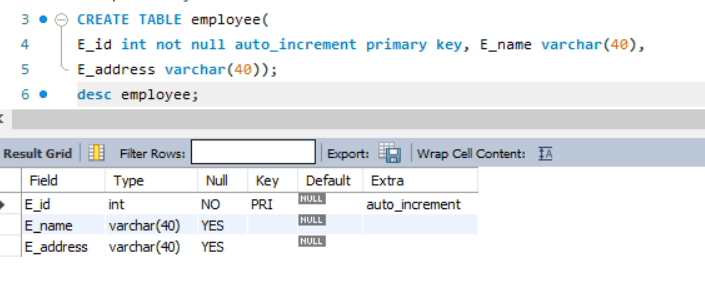 3 CREATE TABLE employee(
4 E_id int not null auto_increment primary key, E_name varchar(40),
5 E_address varchar(40));
6 desc employee;
Result Grid Filter Rows: Export: Wrap Cell Content: IA
Field Type Null Key Default Extra
E_id int NO PRI NULL auto_increment
E_name varchar(40) YES NULL
E_address varchar(40) YES NULL